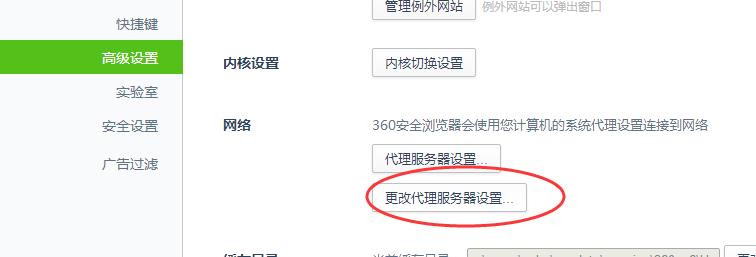 管理例外网站 例外网站可以弹出窗口
快捷键
高级设置
内核设置 内核切换设置
实验室
安全设置
网络 360安全浏览器会使用您计算机的系统代理设置连接到网络
广告过滤
代理服务器设置...
更改代理服务器设置...